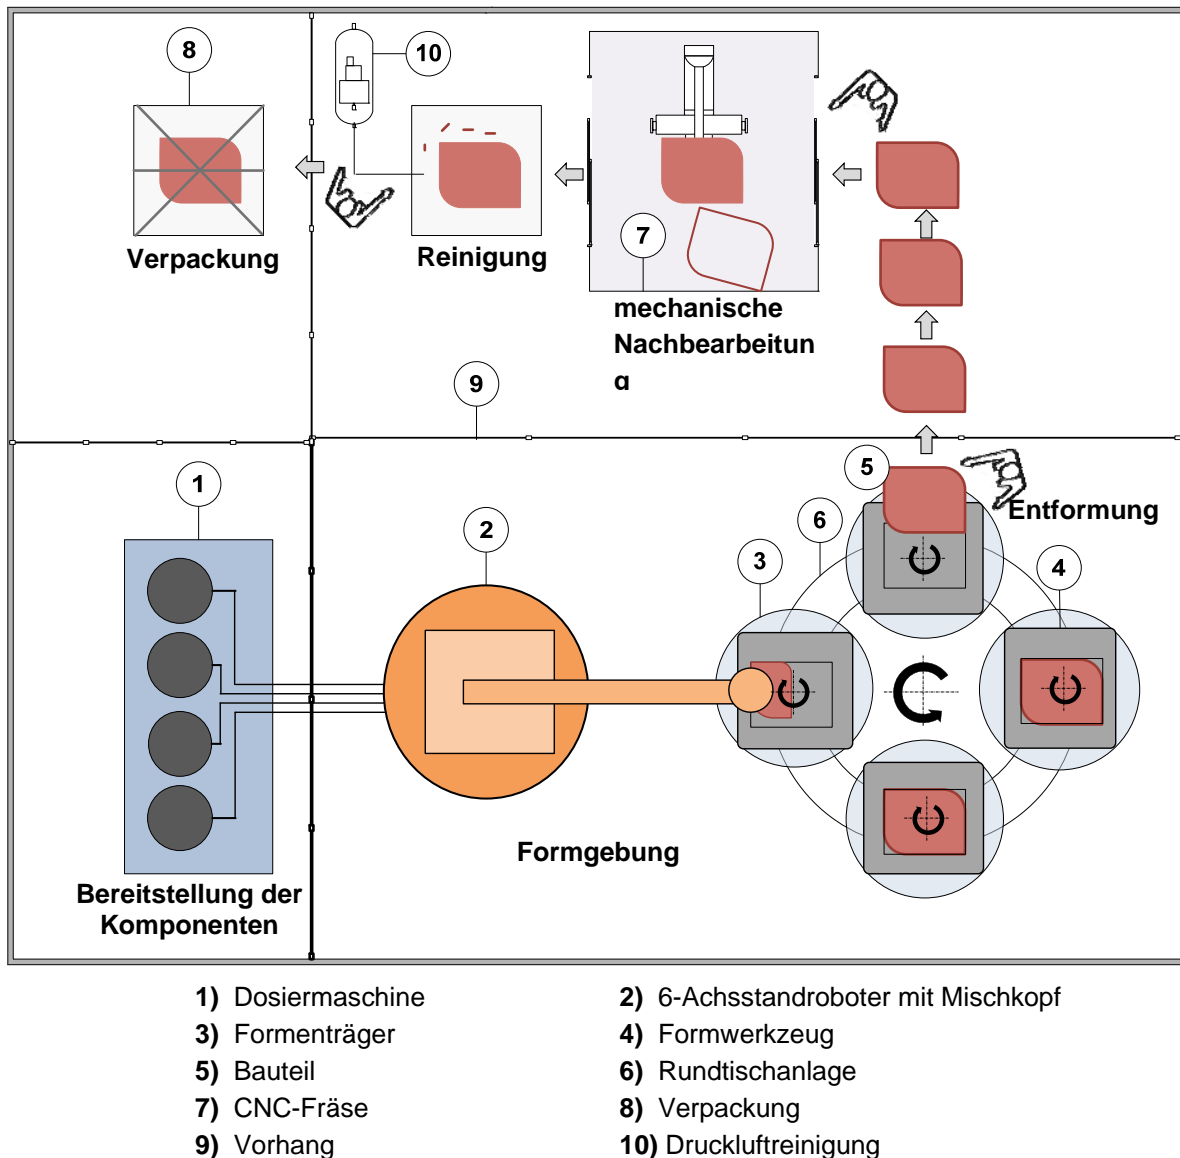 8
10
7
Verpackung
Reinigung
mechanische
Nachbearbeitun
g
9
5
1
2
6
3
4
Entformung
Formgebung
Bereitstellung der
Komponenten
1) Dosiermaschine
2) 6-Achsstandroboter mit Mischkopf
3) Formenträger
4) Formwerkzeug
5) Bauteil
6) Rundtischanlage
7) CNC-Fräse
8) Verpackung
9) Vorhang
10) Druckluftreinigung